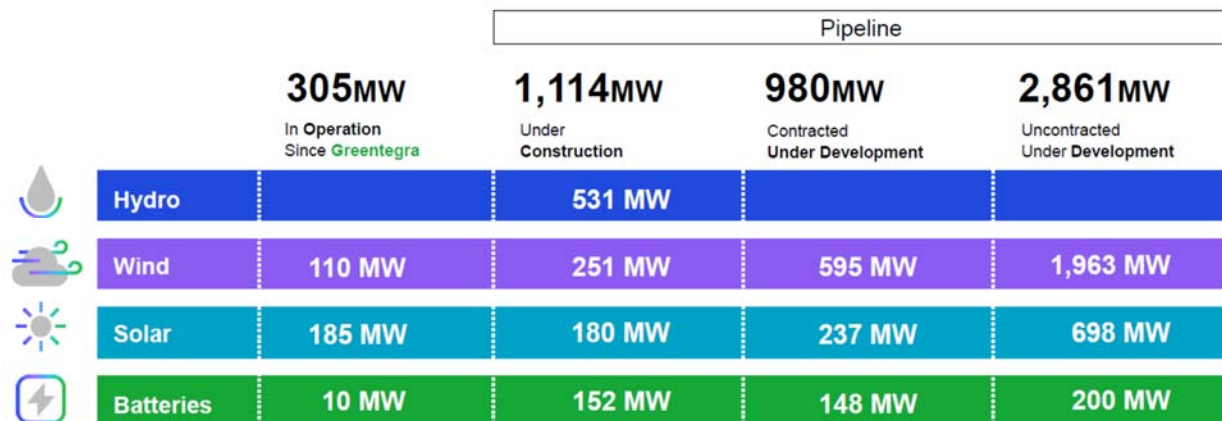 Pipeline
305MW 1,114MW 980MW 2,861MW
In Operation Under Contracted Uncontracted
Since Greentegra Construction Under Development Under Development
Hydro 531 MW
Wind 110 MW 251 MW 595 MW 1,963 MW
Solar 185 MW 180 MW 237 MW 698 MW
Batteries 10 MW 152 MW 148 MW 200 MW